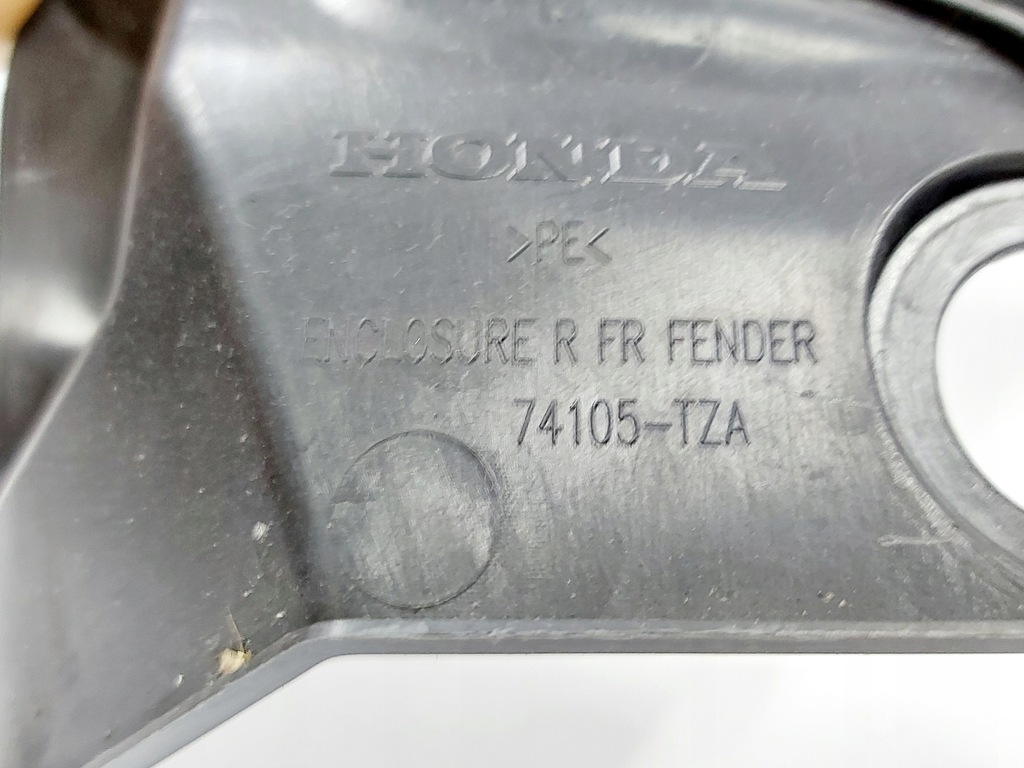 HONDA
>PE<
ENCLOSURE R FR FENDER
74105-TZA